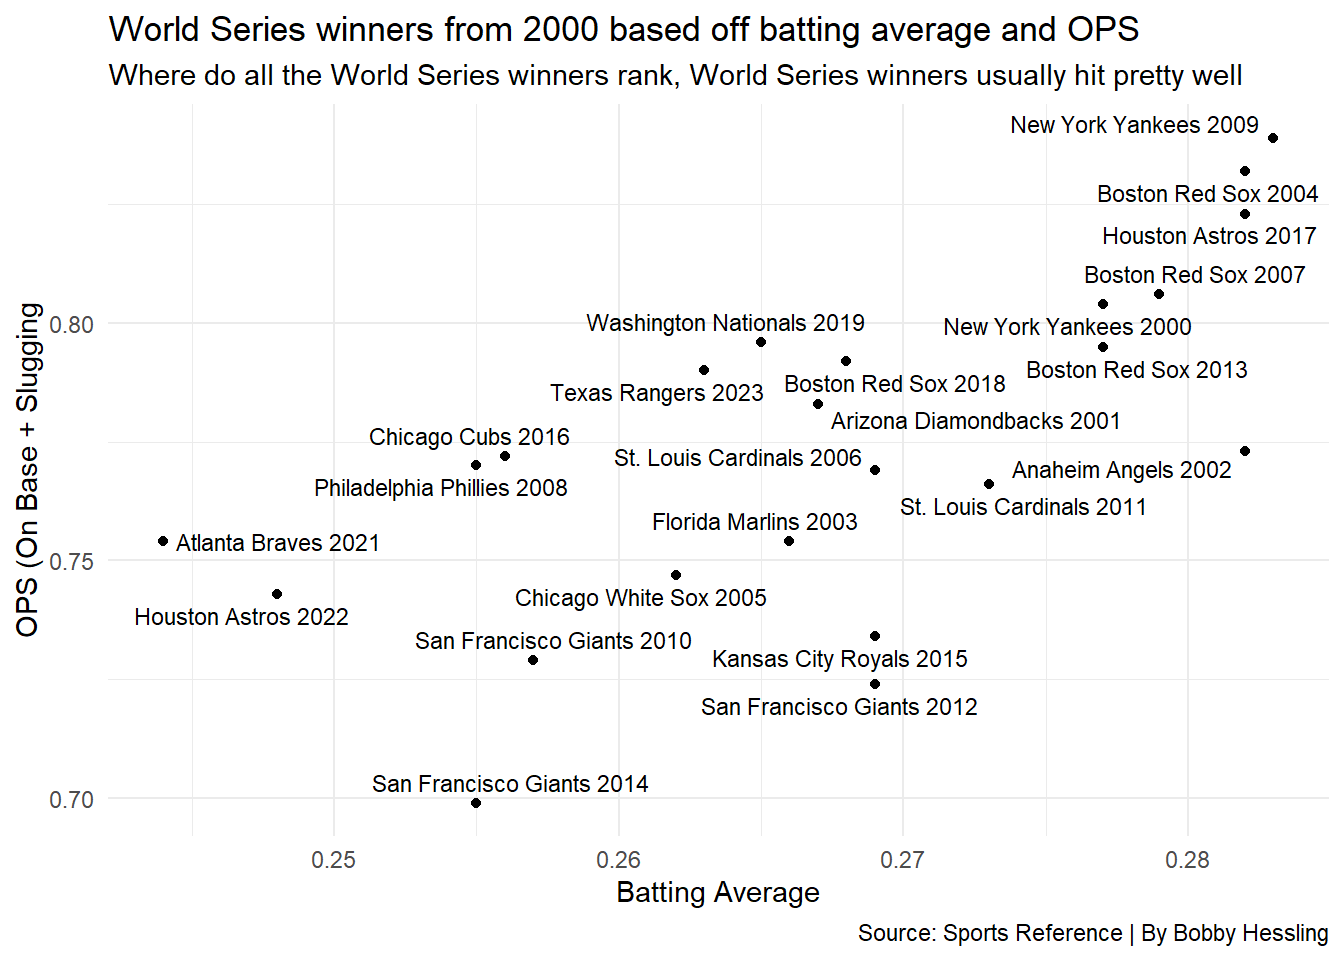 World Series winners from 2000 based off batting average and OPS
Where do all the World Series winners rank, World Series winners usually hit pretty well
New York Yankees 2009
Boston Red Sox 2004
Houston Astros 2017
Boston Red Sox 2007
Washington Nationals 2019
New York Yankees 2000
Boston Red Sox 2013
Texas Rangers 2023
Boston Red Sox 2018
Arizona Diamondbacks 2001
Chicago Cubs 2016
St. Louis Cardinals 2006
Anaheim Angels 2002
Philadelphia Phillies 2008
St. Louis Cardinals 2011
Florida Marlins 2003
Atlanta Braves 2021
Chicago White Sox 2005
Houston Astros 2022
San Francisco Giants 2010
Kansas City Royals 2015
San Francisco Giants 2012
San Francisco Giants 2014
OPS (On Base + Slugging
0.80
0.75
0.70
0.25 0.26 0.27 0.28
Batting Average
Source: Sports Reference | By Bobby Hessling